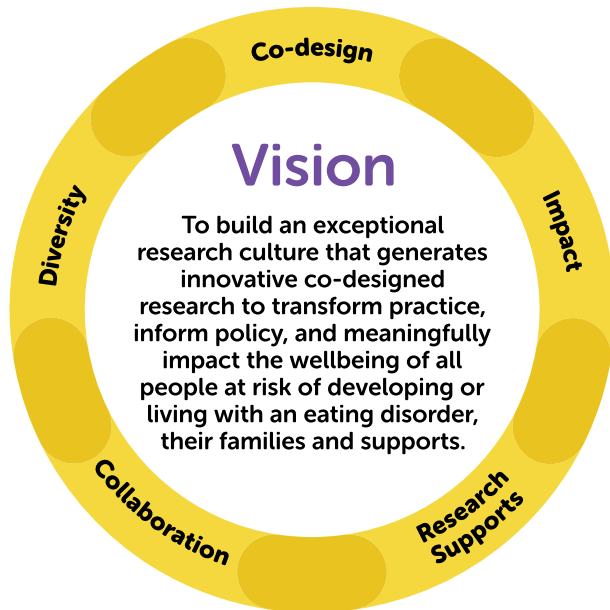 Co-design
Vision
To build an exceptional
research culture that generates
innovative co-designed
research to transform practice,
inform policy, and meaningfully
impact the wellbeing of all
people at risk of developing or
living with an eating disorder,
their families and supports.
Impact
Research
Supports
Collaboration
Diversity